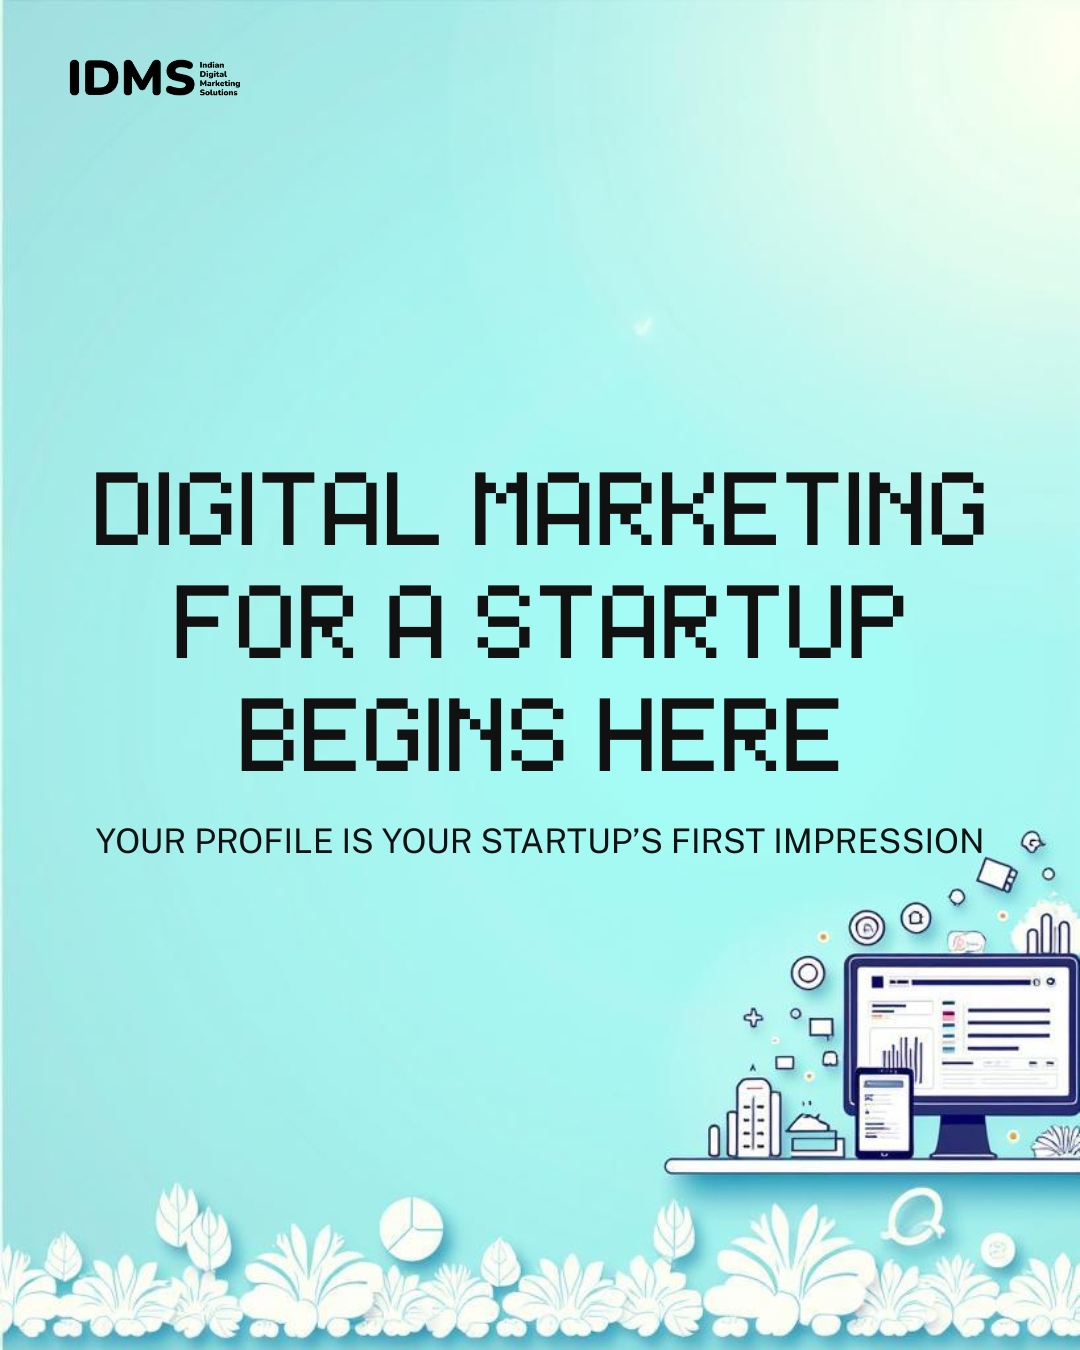 IDMS
Indian
Digital
Marketing
Solutions
DIGITAL MARKETING
FOR A STARTUP
BEGINS HERE
YOUR PROFILE IS YOUR STARTUP’S FIRST IMPRESSION